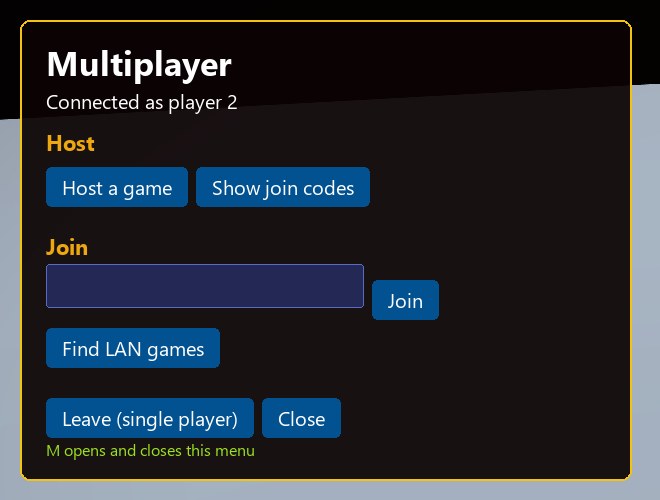 Multiplayer
Connected as player 2
Host
Host a game
Show join codes
Join
Join
Find LAN games
Leave (single player)
Close
M opens and closes this menu